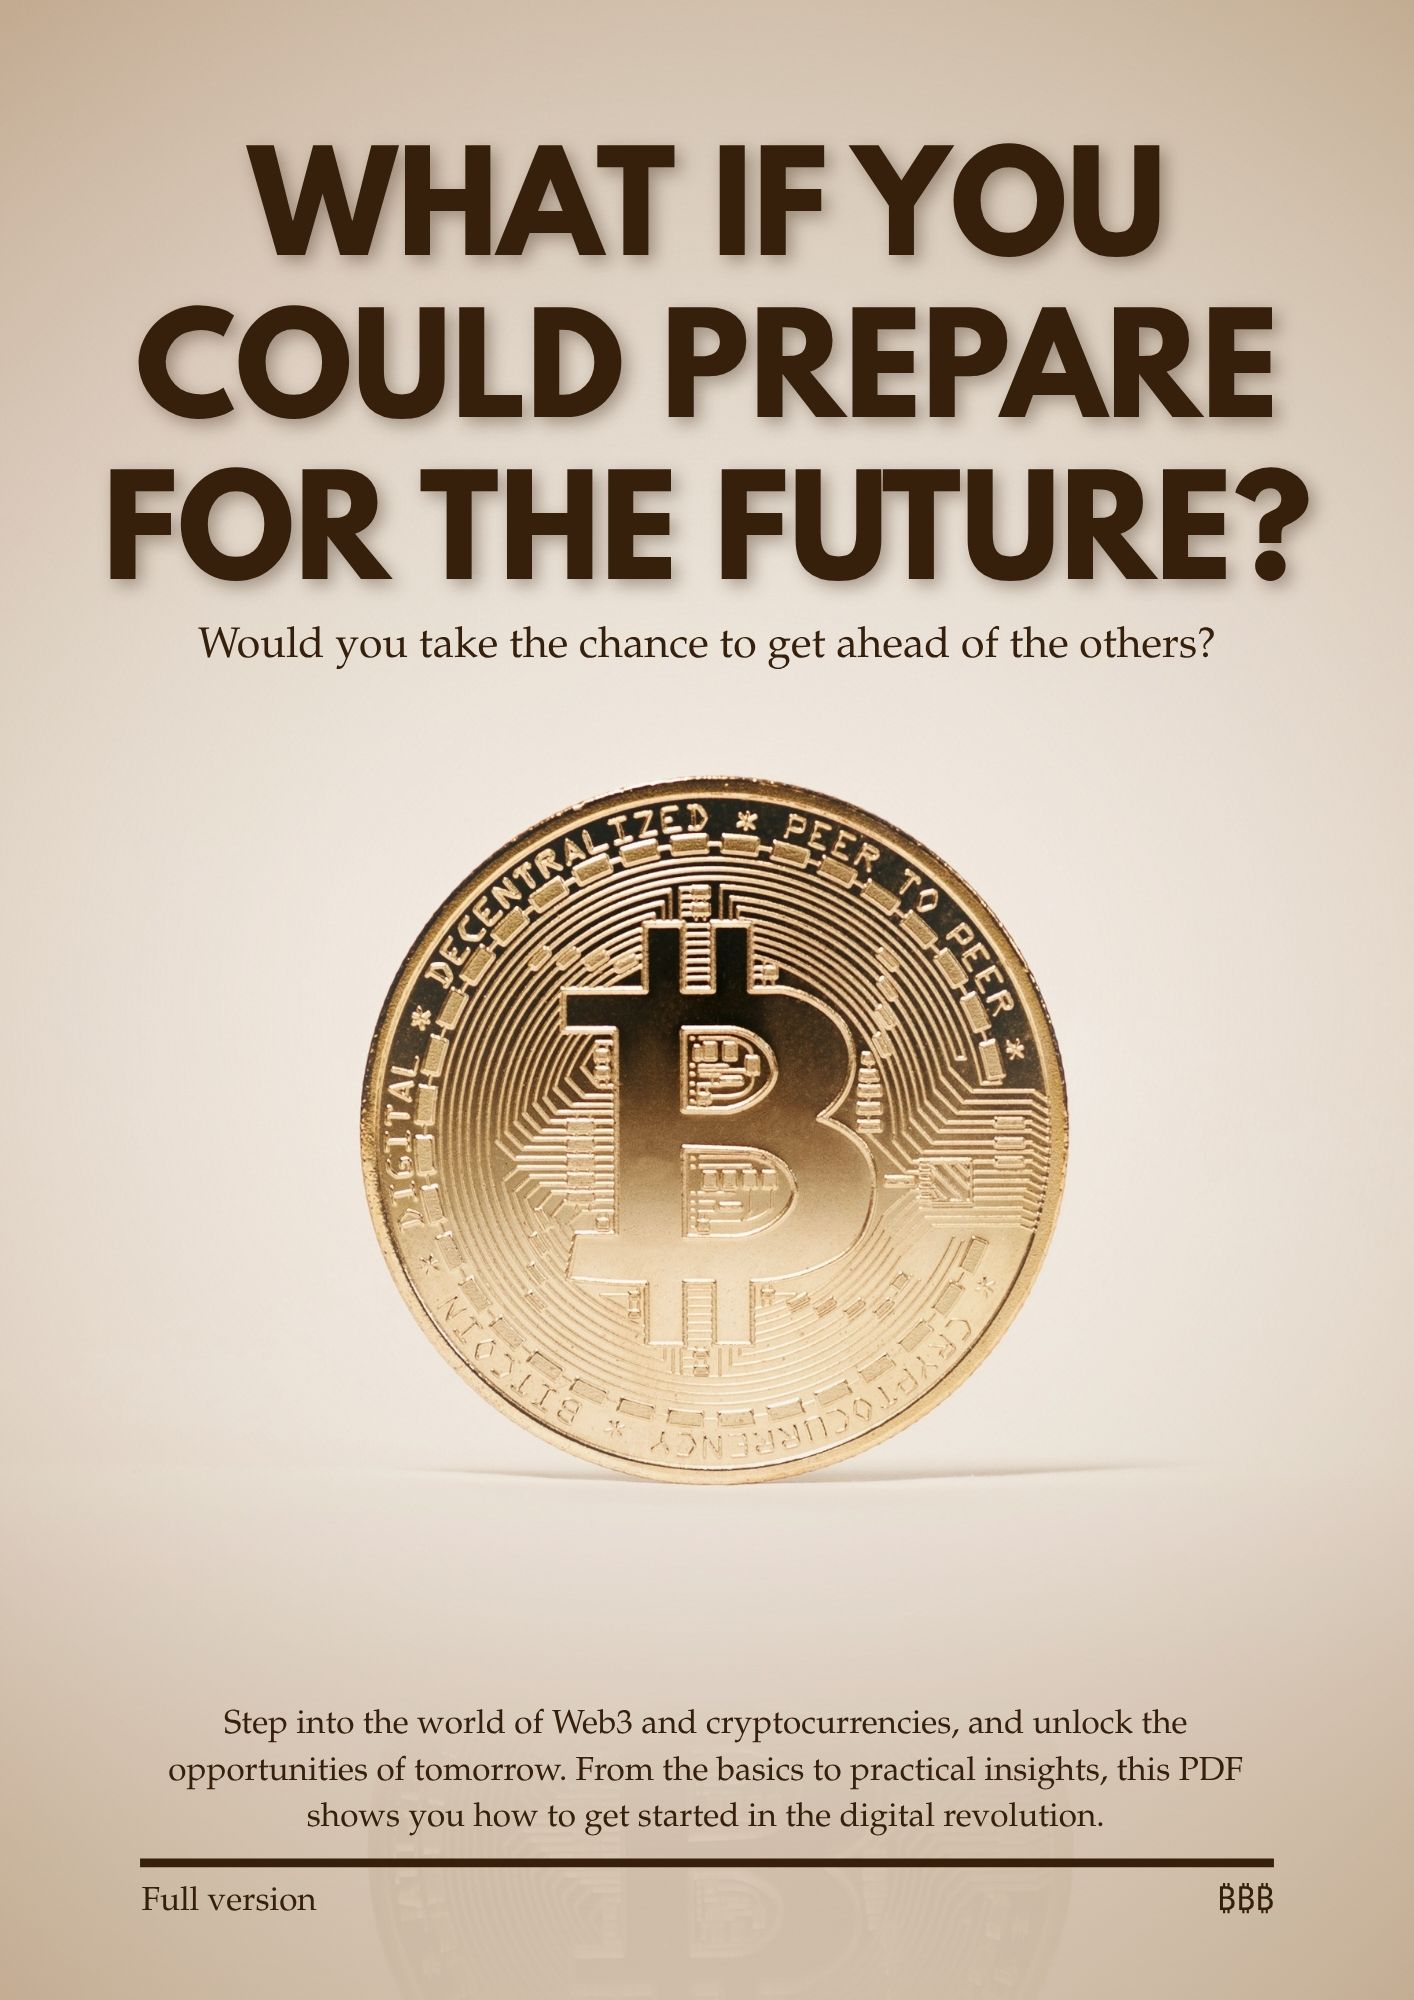 WHAT IF YOU
COULD PREPARE
FOR THE FUTURE?
Would you take the chance to get ahead of the others?
DIGITAL * DECENTRALIZED * PEER TO PEER *
* BITCOIN * CRYPTOCURRENCY *
Step into the world of Web3 and cryptocurrencies, and unlock the
opportunities of tomorrow. From the basics to practical insights, this PDF
shows you how to get started in the digital revolution.
Full version
₿₿₿